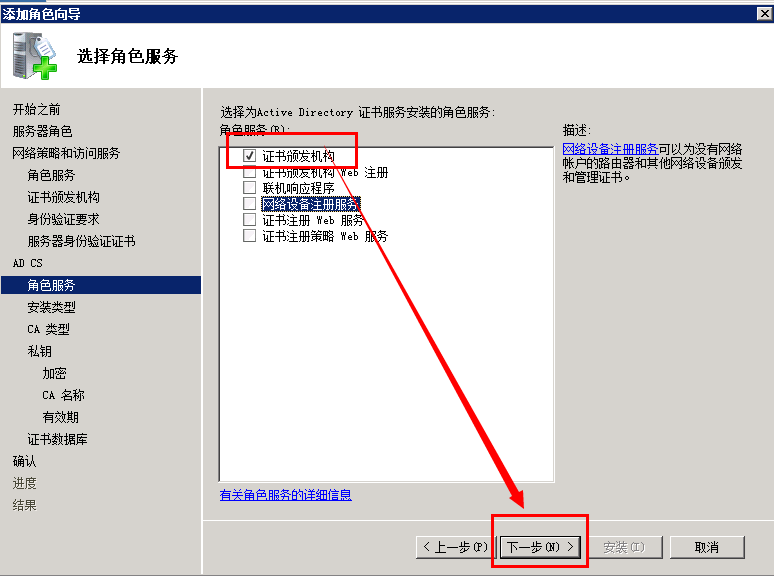 添加角色向导
选择角色服务
开始之前
服务器角色
网络策略和访问服务
角色服务
证书颁发机构
身份验证要求
服务器身份验证证书
AD CS
角色服务
安装类型
CA 类型
私钥
加密
CA 名称
有效期
证书数据库
确认
进度
结果
选择为Active Directory 证书服务安装的角色服务:
角色服务(R):
证书颁发机构
证书颁发机构 Web 注册
联机响应程序
网络设备注册服务
证书注册 Web 服务
证书注册策略 Web 服务
有关角色服务的详细信息
描述:
网络设备注册服务可以为没有网络
帐户的路由器和其他网络设备颁发
和管理证书。
< 上一步(P)
下一步(N) >
安装(I)
取消